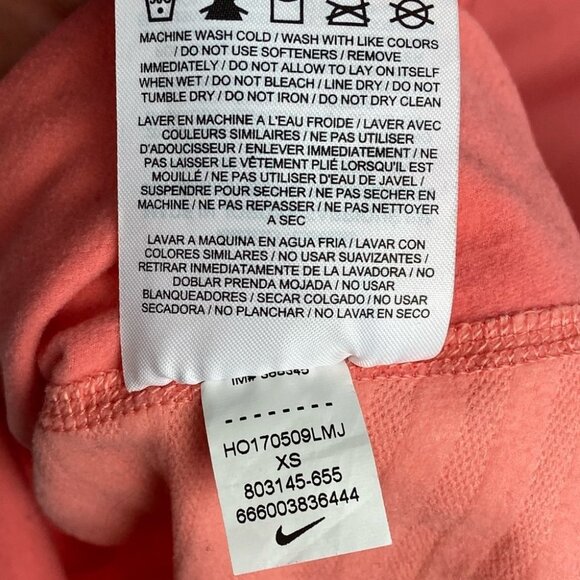 MACHINE WASH COLD / WASH WITH LIKE COLORS
/ DO NOT USE SOFTENERS / REMOVE
IMMEDIATELY / DO NOT ALLOW TO LAY ON ITSELF
WHEN WET / DO NOT BLEACH / LINE DRY / DO NOT
TUMBLE DRY / DO NOT IRON / DO NOT DRY CLEAN
LAVER EN MACHINE A L'EAU FROIDE / LAVER AVEC
COULEURS SIMILAIRES / NE PAS UTILISER
D'ADOUCISSEUR / ENLEVER IMMEDIATEMENT / NE
PAS LAISSER LE VÊTEMENT PLIÉ LORSQU'IL EST
MOUILLÉ / NE PAS UTILISER D'EAU DE JAVEL /
SUSPENDRE POUR SECHER / NE PAS SECHER EN
MACHINE / NE PAS REPASSER / NE PAS NETTOYER
A SEC
LAVAR A MAQUINA EN AGUA FRIA / LAVAR CON
COLORES SIMILARES / NO USAR SUAVIZANTES /
RETIRAR INMEDIATAMENTE DE LA LAVADORA / NO
DOBLAR PRENDA MOJADA / NO USAR
BLANQUEADORES / SECAR COLGADO / NO USAR
SECADORA / NO PLANCHAR / NO LAVAR EN SECO
IM# 368345
HO170509LMJ
XS
803145-655
666003836444